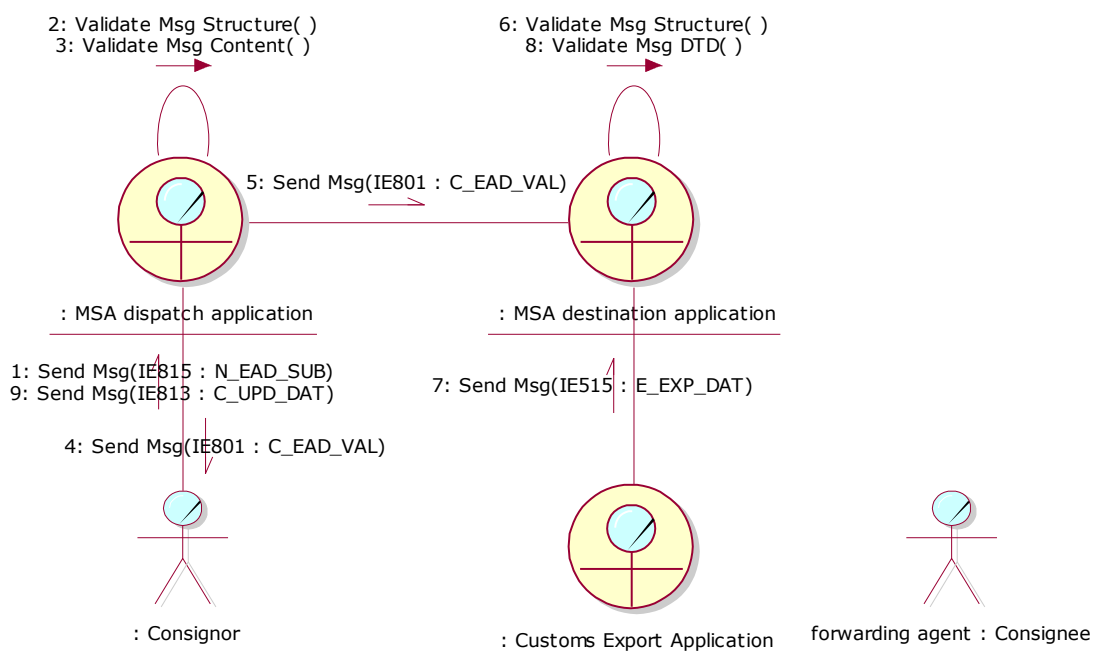 2: Validate Msg Structure( )
3: Validate Msg Content( )
6: Validate Msg Structure( )
8: Validate Msg DTD( )
5: Send Msg(IE801 : C_EAD_VAL)
: MSA dispatch application
: MSA destination application
1: Send Msg(IE815 : N_EAD_SUB)
9: Send Msg(IE813 : C_UPD_DAT)
7: Send Msg(IE515 : E_EXP_DAT)
4: Send Msg(IE801 : C_EAD_VAL)
: Consignor
: Customs Export Application
forwarding agent : Consignee